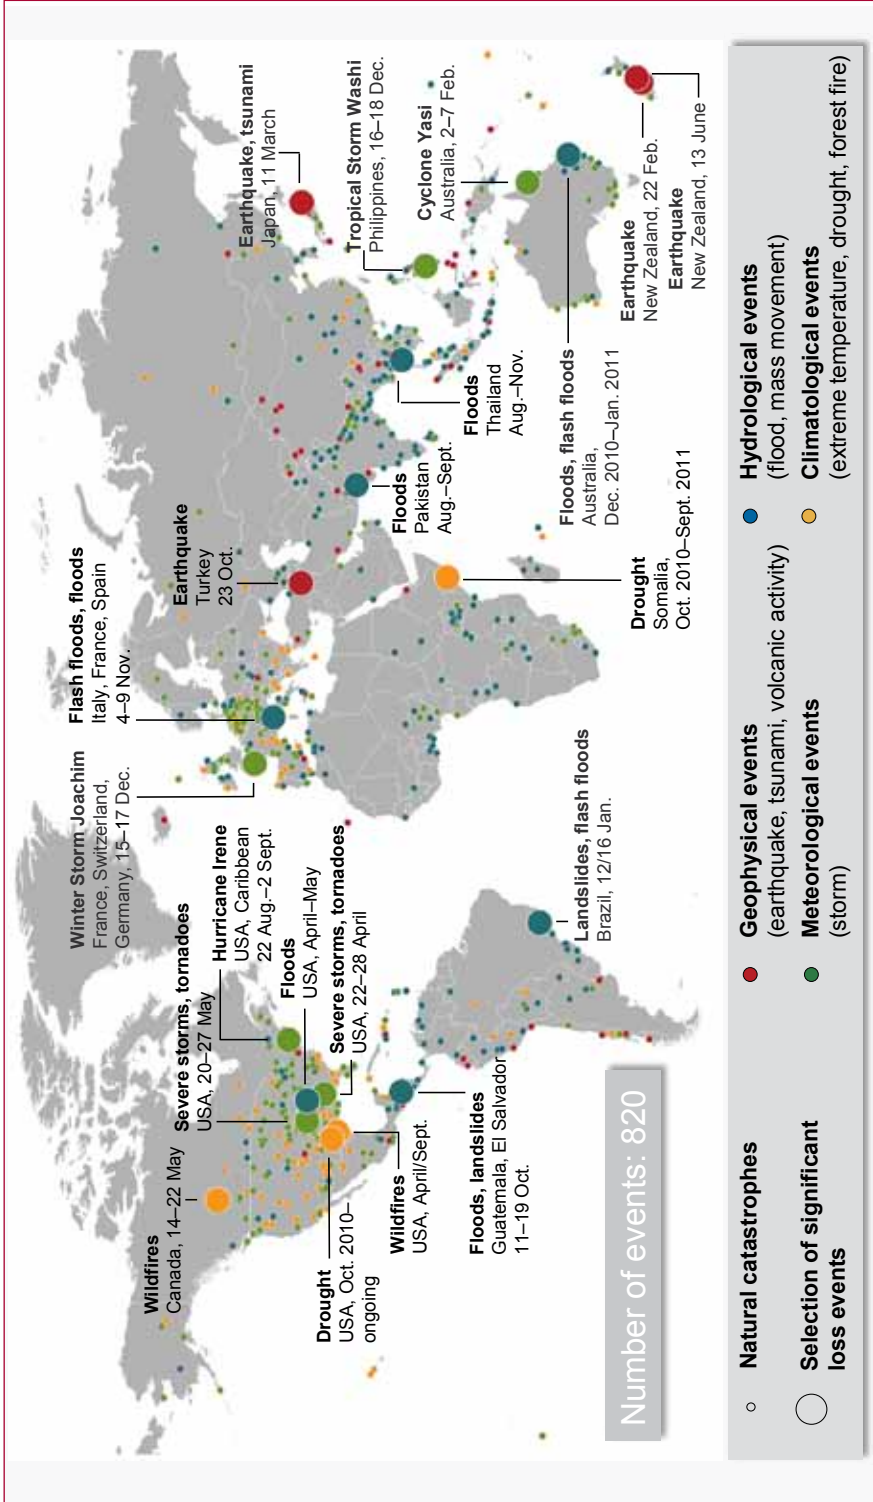 Wildfires
Canada, 14–22 May
Severe storms, tornadoes
USA, 20–27 May
Winter Storm Joachim
France, Switzerland,
Germany, 15–17 Dec.
Flash floods, floods
Italy, France, Spain
4–9 Nov.
Earthquake
Turkey
23 Oct.
Earthquake, tsunami
Japan, 11 March
Hurricane Irene
USA, Caribbean
22 Aug.–2 Sept.
Floods
USA, April–May
Severe storms, tornadoes
USA, 22–28 April
Drought
USA, Oct. 2010–
ongoing
Wildfires
USA, April/Sept.
Floods, landslides
Guatemala, El Salvador
11–19 Oct.
Landslides, flash floods
Brazil, 12/16 Jan.
Drought
Somalia,
Oct. 2010–Sept. 2011
Floods
Pakistan
Aug.–Sept.
Floods
Thailand
Aug.–Nov.
Tropical Storm Washi
Philippines, 16–18 Dec.
Cyclone Yasi
Australia, 2–7 Feb.
Floods, flash floods
Australia,
Dec. 2010–Jan. 2011
Earthquake
New Zealand, 22 Feb.
Earthquake
New Zealand, 13 June
Number of events: 820
Natural catastrophes
Selection of significant
loss events
Geophysical events
(earthquake, tsunami, volcanic activity)
Meteorological events
(storm)
Hydrological events
(flood, mass movement)
Climatological events
(extreme temperature, drought, forest fire)